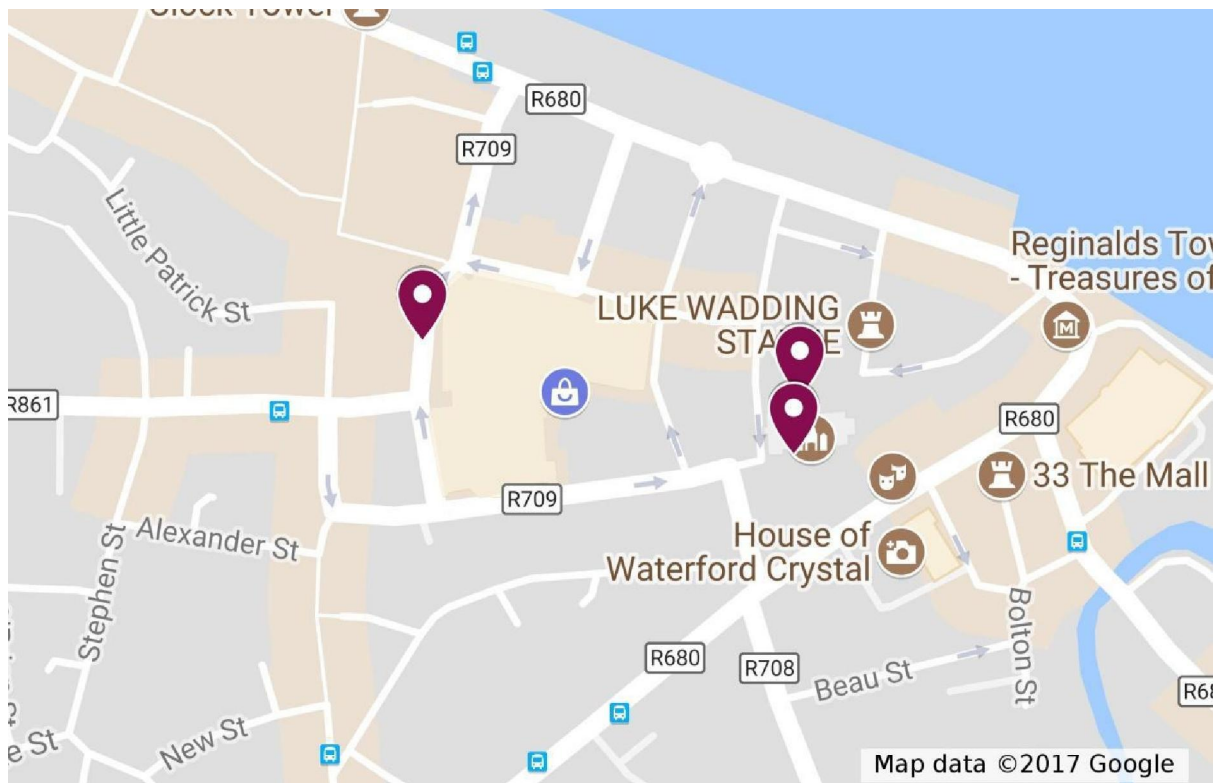 Clock Tower
R680
R709
Little Patrick St
Reginalds Tow
- Treasures of
LUKE WADDING
R861
R680
33 The Mall
R709
Alexander St
House of
Waterford Crystal
Stephen St
Bolton St
R680
R708
Beau St
R68
New St
e St
Map data ©2017 Google